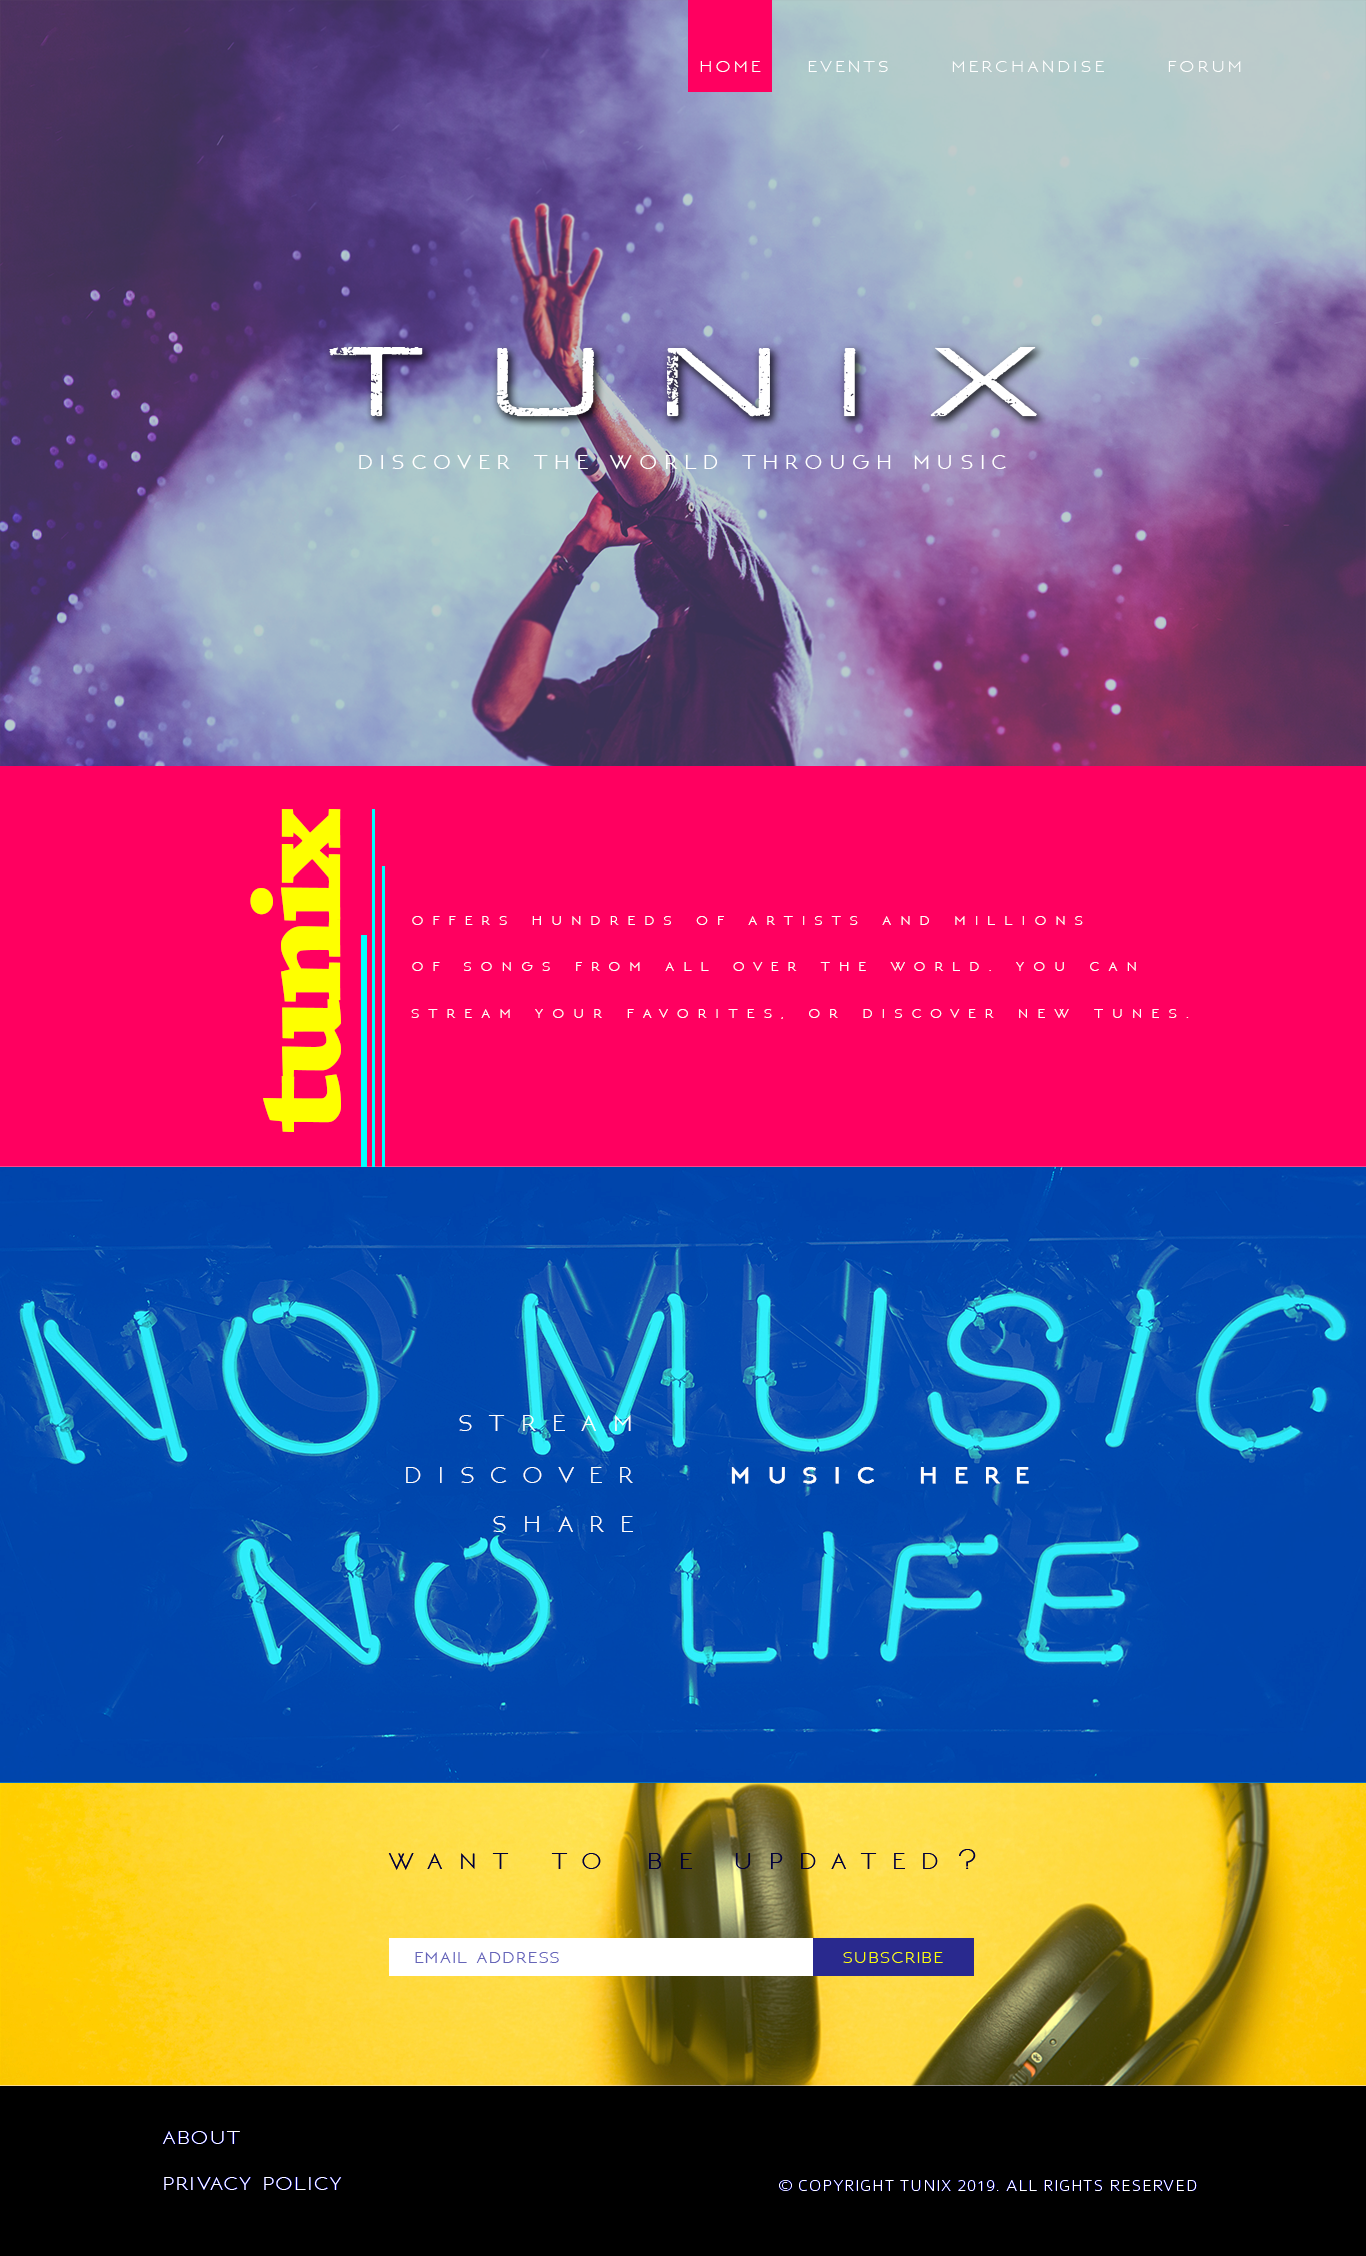 HOME EVENTS MERCHANDISE FORUM
TUNIX
DISCOVER THE WORLD THROUGH MUSIC
tunix
OFFERS HUNDREDS OF ARTISTS AND MILLIONS
OF SONGS FROM ALL OVER THE WORLD. YOU CAN
STREAM YOUR FAVORITES, OR DISCOVER NEW TUNES.
NO MUSIC
STREAM
DISCOVER MUSIC HERE
SHARE
NO LIFE
WANT TO BE UPDATED?
EMAIL ADDRESS SUBSCRIBE
ABOUT
PRIVACY POLICY
© COPYRIGHT TUNIX 2019. ALL RIGHTS RESERVED